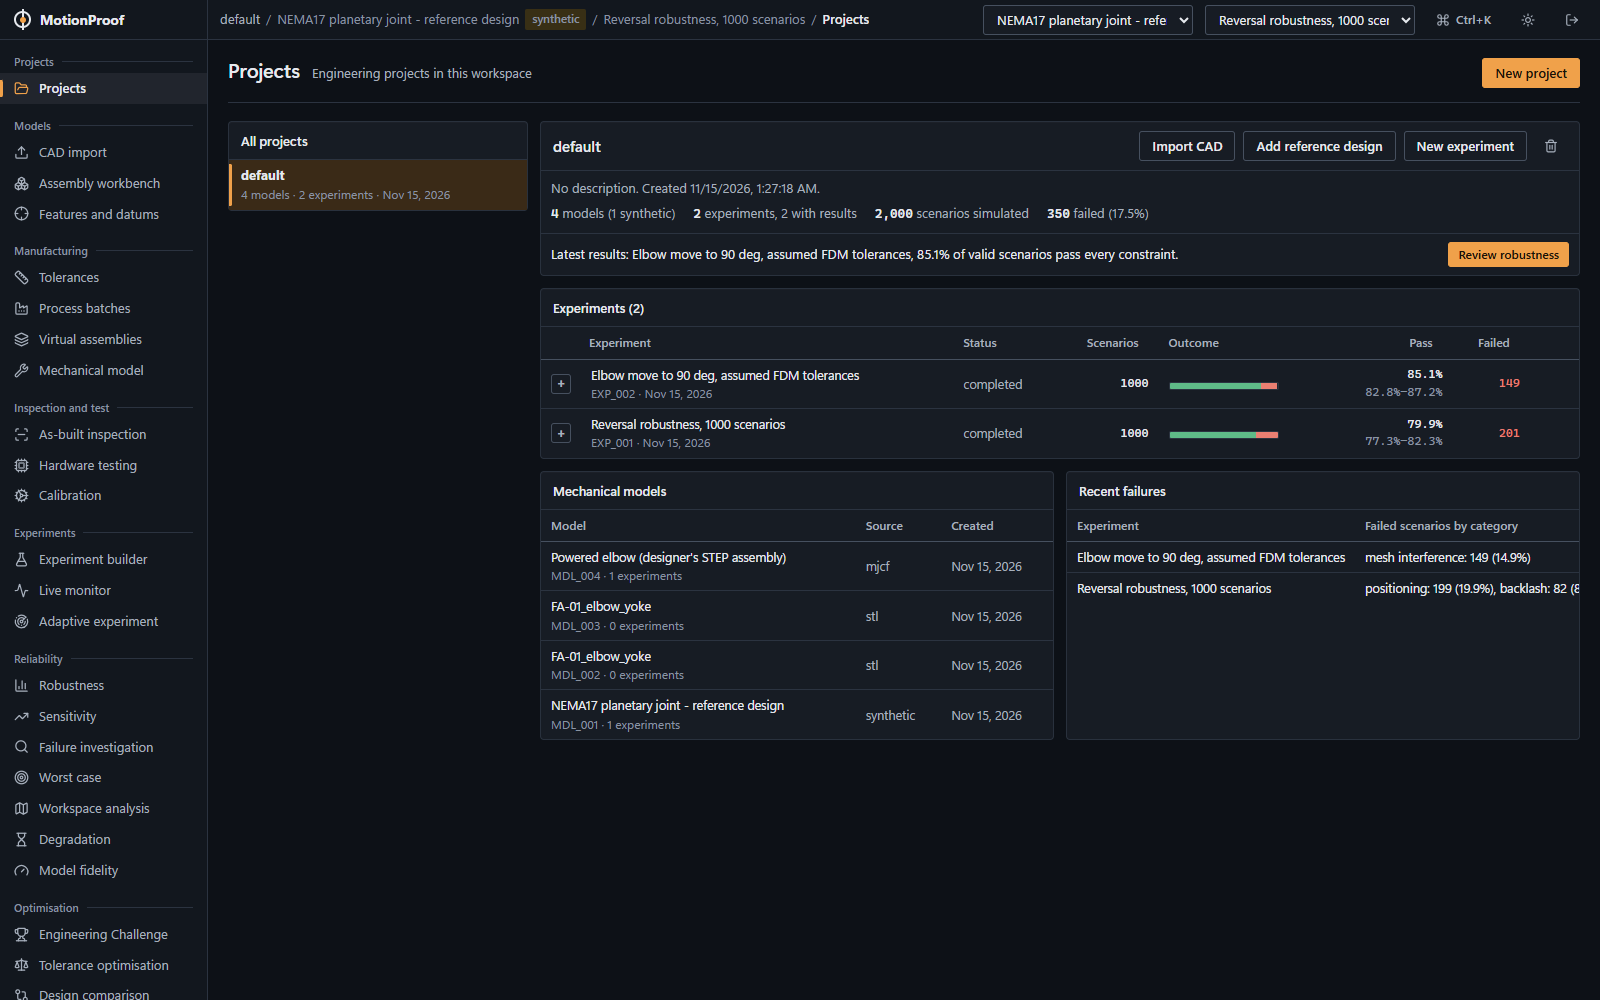 MotionProof
default / NEMA17 planetary joint - reference design synthetic / Reversal robustness, 1000 scenarios / Projects
NEMA17 planetary joint - refe
Reversal robustness, 1000 scer
Ctrl+K
Projects
Projects
Models
CAD import
Assembly workbench
Features and datums
Manufacturing
Tolerances
Process batches
Virtual assemblies
Mechanical model
Inspection and test
As-built inspection
Hardware testing
Calibration
Experiments
Experiment builder
Live monitor
Adaptive experiment
Reliability
Robustness
Sensitivity
Failure investigation
Worst case
Workspace analysis
Degradation
Model fidelity
Optimisation
Engineering Challenge
Tolerance optimisation
Design comparison
Projects Engineering projects in this workspace
New project
All projects
default
4 models · 2 experiments · Nov 15, 2026
default
Import CAD
Add reference design
New experiment
No description. Created 11/15/2026, 1:27:18 AM.
4 models (1 synthetic) 2 experiments, 2 with results 2,000 scenarios simulated 350 failed (17.5%)
Latest results: Elbow move to 90 deg, assumed FDM tolerances, 85.1% of valid scenarios pass every constraint.
Review robustness
Experiments (2)
Experiment Status Scenarios Outcome Pass Failed
+ Elbow move to 90 deg, assumed FDM tolerances completed 1000 85.1% 149
EXP_002 · Nov 15, 2026 82.8%–87.2%
+ Reversal robustness, 1000 scenarios completed 1000 79.9% 201
EXP_001 · Nov 15, 2026 77.3%–82.3%
Mechanical models
Model Source Created
Powered elbow (designer's STEP assembly) mjcf Nov 15, 2026
MDL_004 · 1 experiments
FA-01_elbow_yoke stl Nov 15, 2026
MDL_003 · 0 experiments
FA-01_elbow_yoke stl Nov 15, 2026
MDL_002 · 0 experiments
NEMA17 planetary joint - reference design synthetic Nov 15, 2026
MDL_001 · 1 experiments
Recent failures
Experiment Failed scenarios by category
Elbow move to 90 deg, assumed FDM tolerances mesh interference: 149 (14.9%)
Reversal robustness, 1000 scenarios positioning: 199 (19.9%), backlash: 82 (8